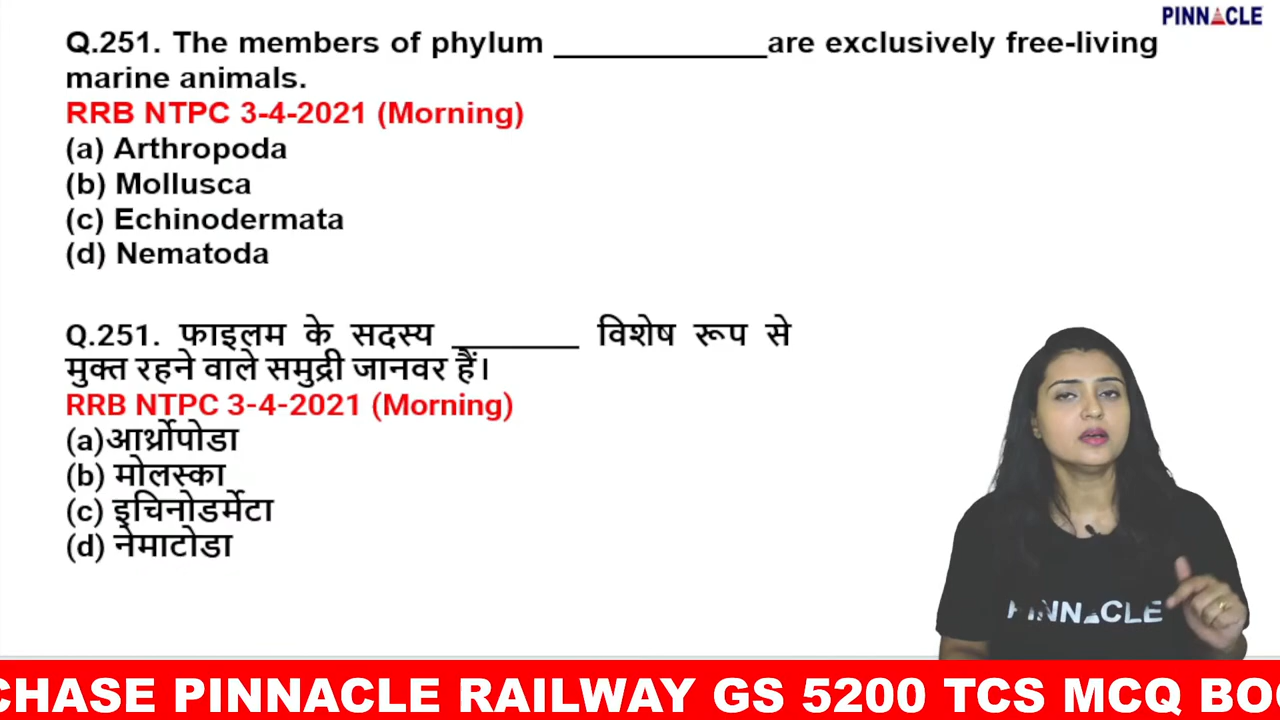 PINNACLE
Q.251. The members of phylum ____________are exclusively free-living
marine animals.
RRB NTPC 3-4-2021 (Morning)
(a) Arthropoda
(b) Mollusca
(c) Echinodermata
(d) Nematoda
Q.251. फाइलम के सदस्य ________ विशेष रूप से
मुक्त रहने वाले समुद्री जानवर हैं।
RRB NTPC 3-4-2021 (Morning)
(a)आर्थ्रोपोडा
(b) मोलस्का
(c) इचिनोडर्मेटा
(d) नेमाटोडा
PINNACLE
CHASE PINNACLE RAILWAY GS 5200 TCS MCQ BOO